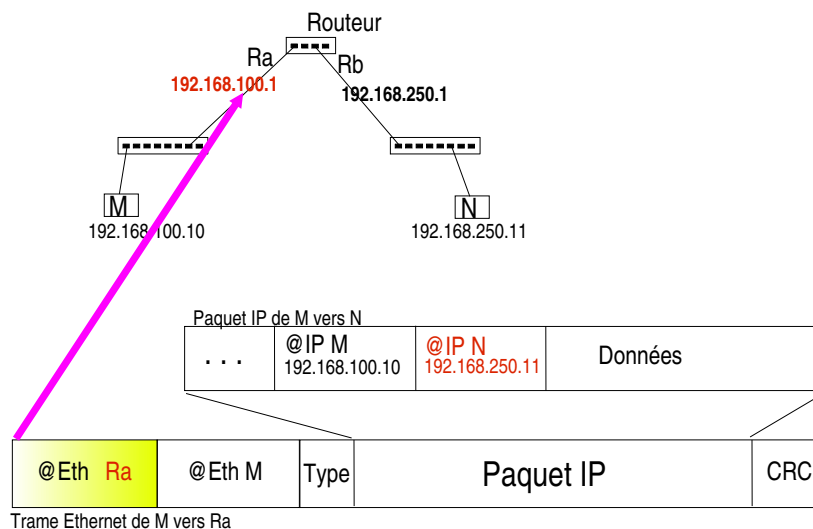 Routeur
Ra
Rb
192.168.100.1
192.168.250.1
M
N
192.168.100.10
192.168.250.11
Paquet IP de M vers N
. . .
@IP M
192.168.100.10
@IP N
192.168.250.11
Données
@Eth Ra
@Eth M
Type
Paquet IP
CRC
Trame Ethernet de M vers Ra